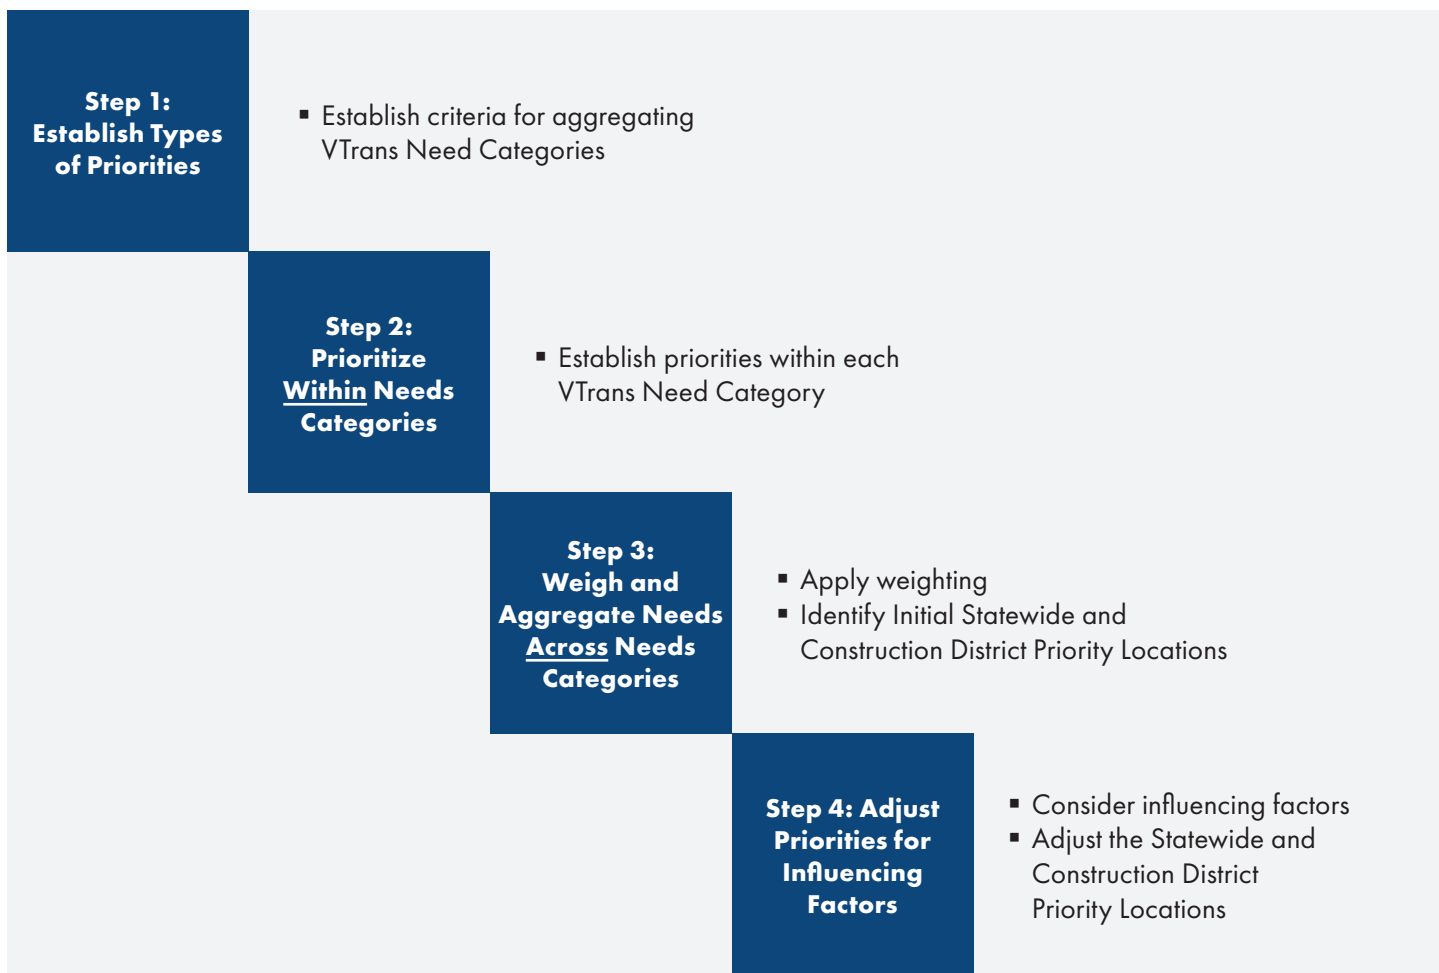 Step 1:
Establish Types
of Priorities
▪ Establish criteria for aggregating
VTrans Need Categories
Step 2:
Prioritize
Within Needs
Categories
▪ Establish priorities within each
VTrans Need Category
Step 3:
Weigh and
Aggregate Needs
Across Needs
Categories
▪ Apply weighting
▪ Identify Initial Statewide and
Construction District Priority Locations
Step 4: Adjust
Priorities for
Influencing
Factors
▪ Consider influencing factors
▪ Adjust the Statewide and
Construction District
Priority Locations